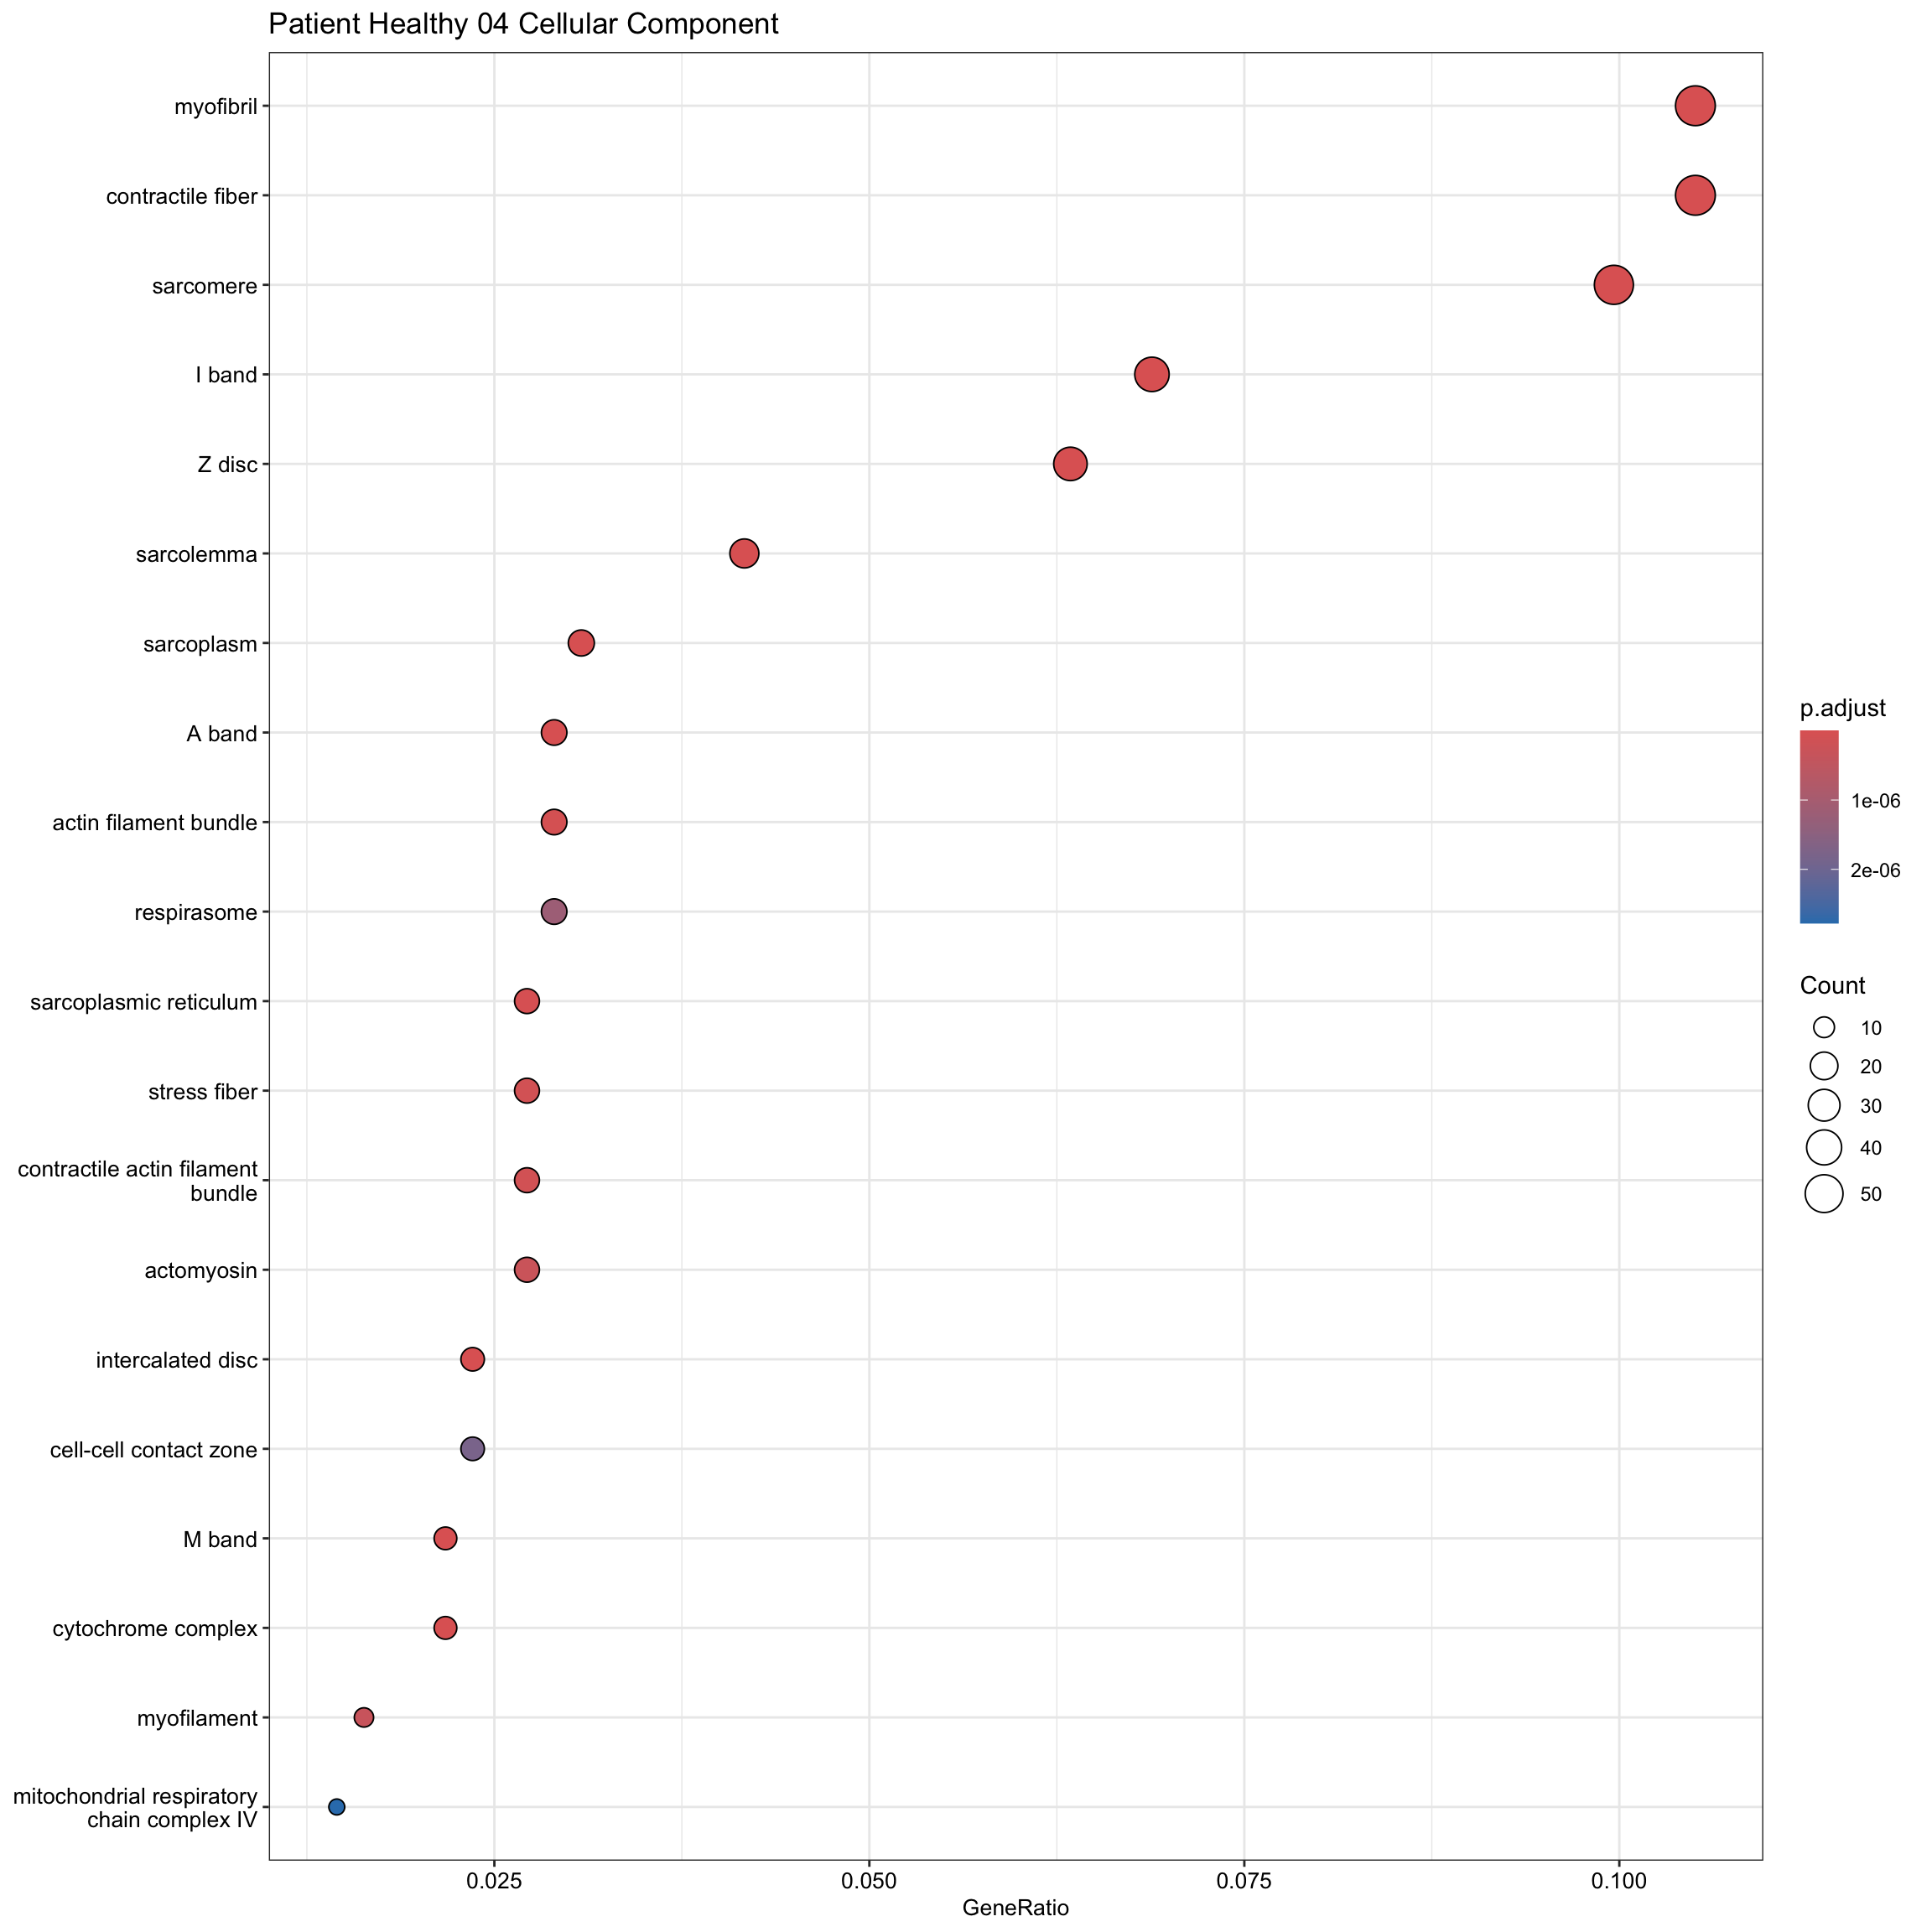 Patient Healthy 04 Cellular Component
myofibril
contractile fiber
sarcomere
I band
Z disc
sarcolemma
sarcoplasm
A band
actin filament bundle
respirasome
sarcoplasmic reticulum
stress fiber
contractile actin filament
bundle
actomyosin
intercalated disc
cell-cell contact zone
M band
cytochrome complex
myofilament
mitochondrial respiratory
chain complex IV
0.025
0.050
0.075
0.100
GeneRatio
p.adjust
1e-06
2e-06
Count
10
20
30
40
50